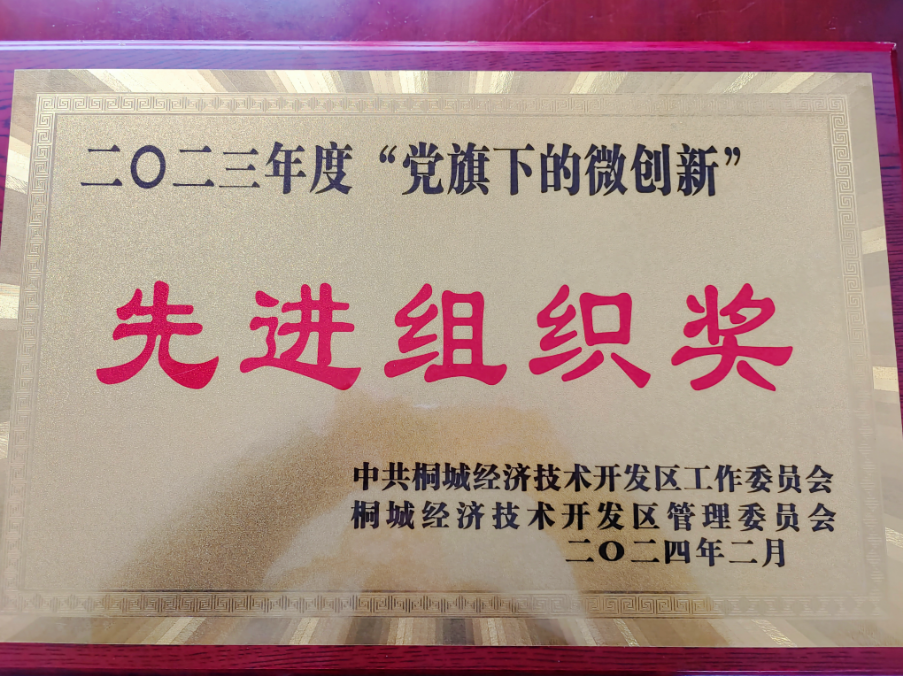 二〇二三年度“党旗下的微创新”
先进组织奖
中共桐城经济技术开发区工作委员会
桐城经济技术开发区管理委员会
二〇二四年二月